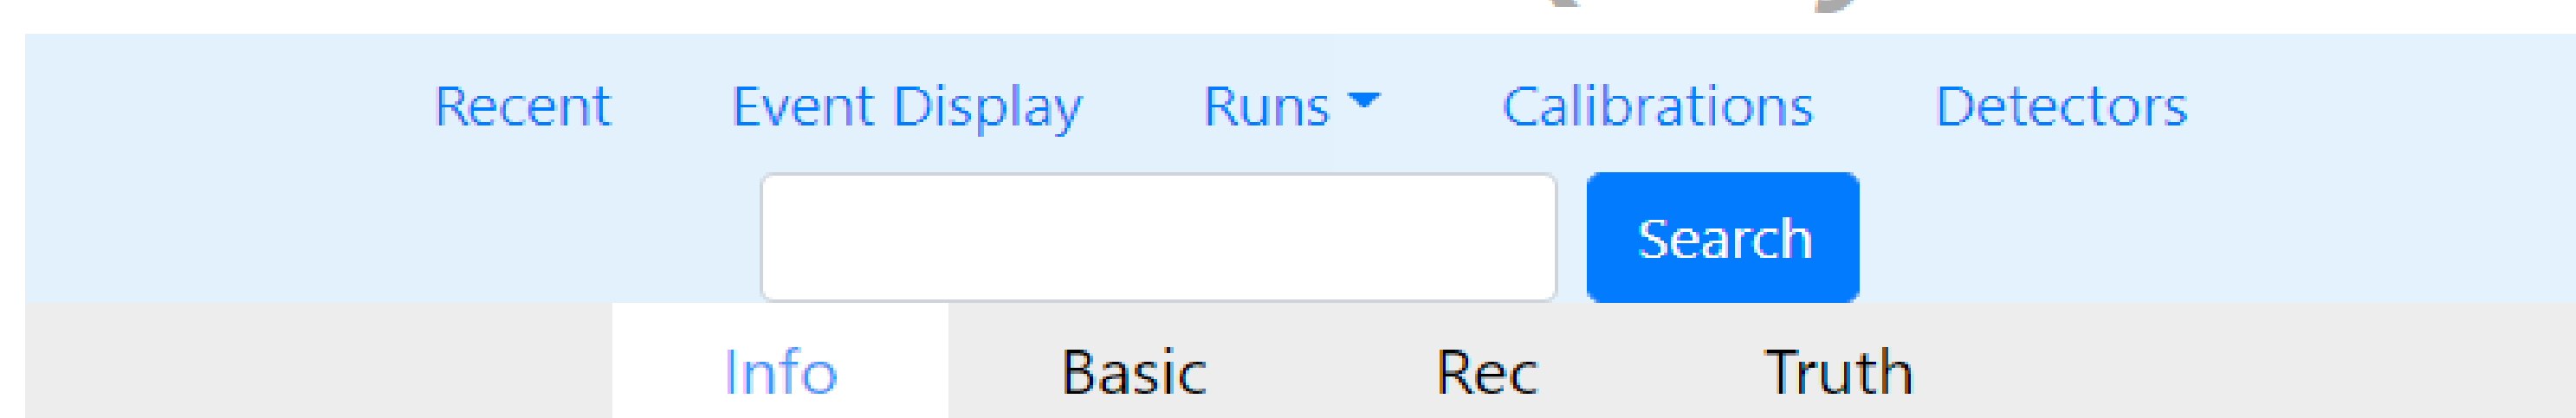 Recent Event Display Runs Calibrations Detectors
Search
Info Basic Rec Truth